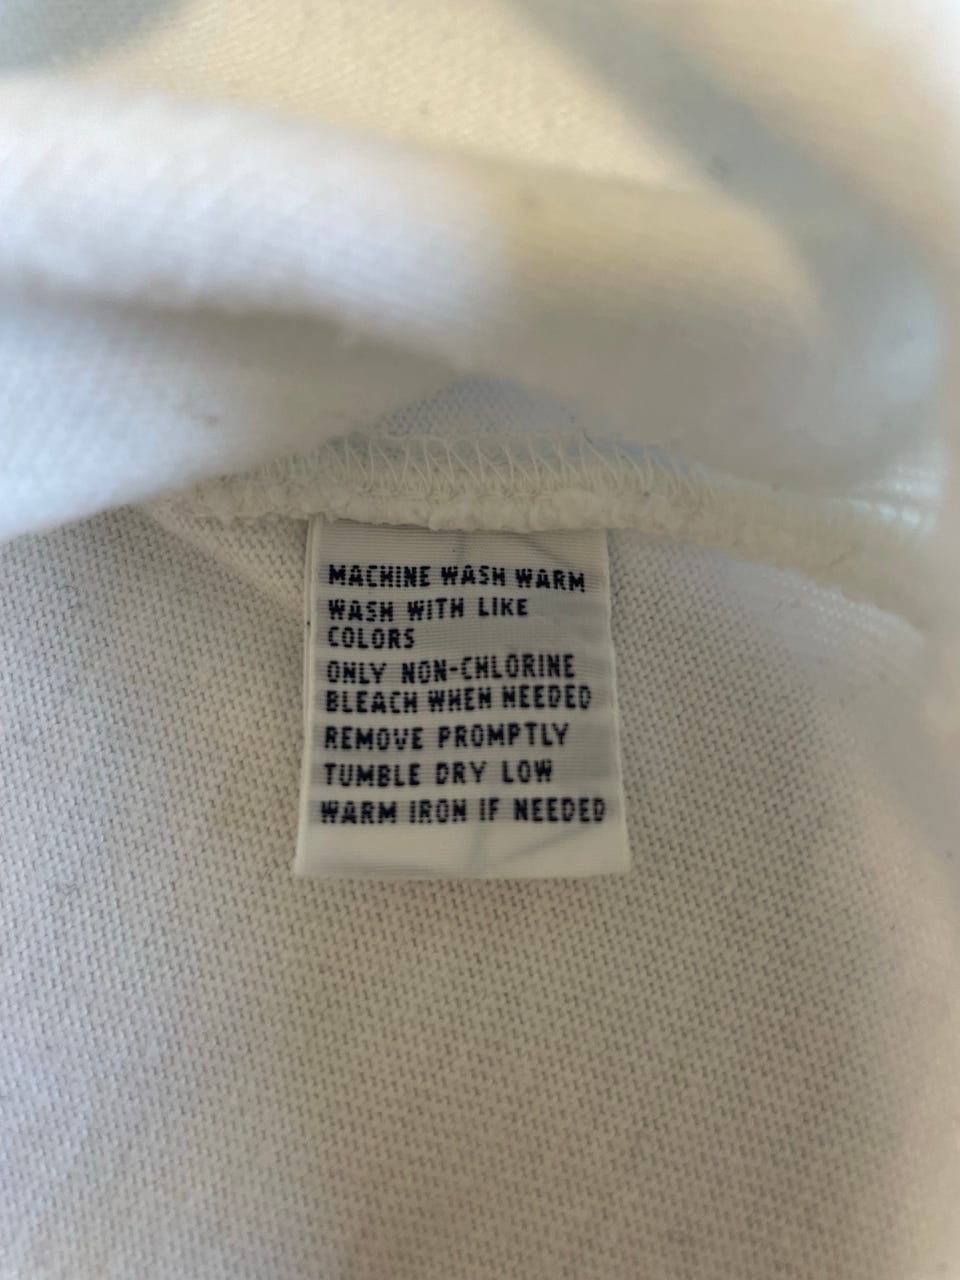 MACHINE WASH WARM
WASH WITH LIKE
COLORS
ONLY NON-CHLORINE
BLEACH WHEN NEEDED
REMOVE PROMPTLY
TUMBLE DRY LOW
WARM IRON IF NEEDED